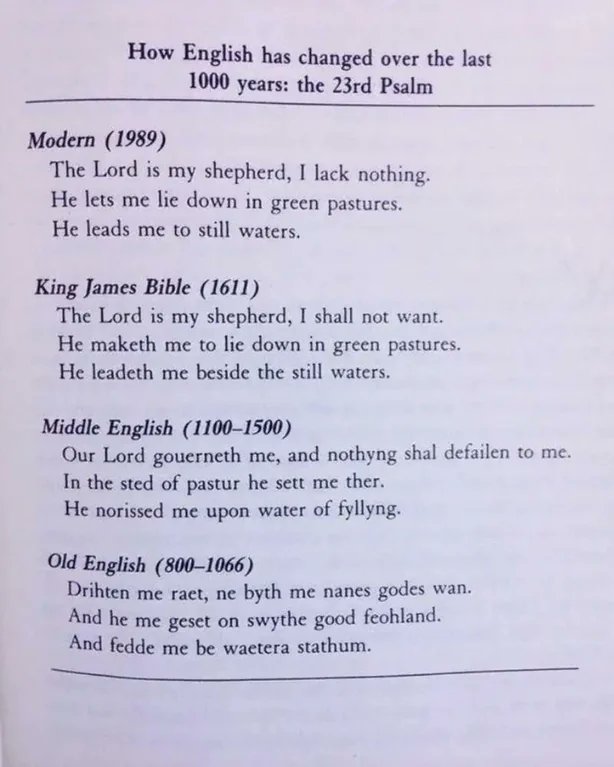 How English has changed over the last
1000 years: the 23rd Psalm
Modern (1989)
The Lord is my shepherd, I lack nothing.
He lets me lie down in green pastures.
He leads me to still waters.
King James Bible (1611)
The Lord is my shepherd, I shall not want.
He maketh me to lie down in green pastures.
He leadeth me beside the still waters.
Middle English (1100–1500)
Our Lord gouerneth me, and nothyng shal defailen to me.
In the sted of pastur he sett me ther.
He norissed me upon water of fyllyng.
Old English (800–1066)
Drihten me raet, ne byth me nanes godes wan.
And he me geset on swythe good feohland.
And fedde me be waetera stathum.